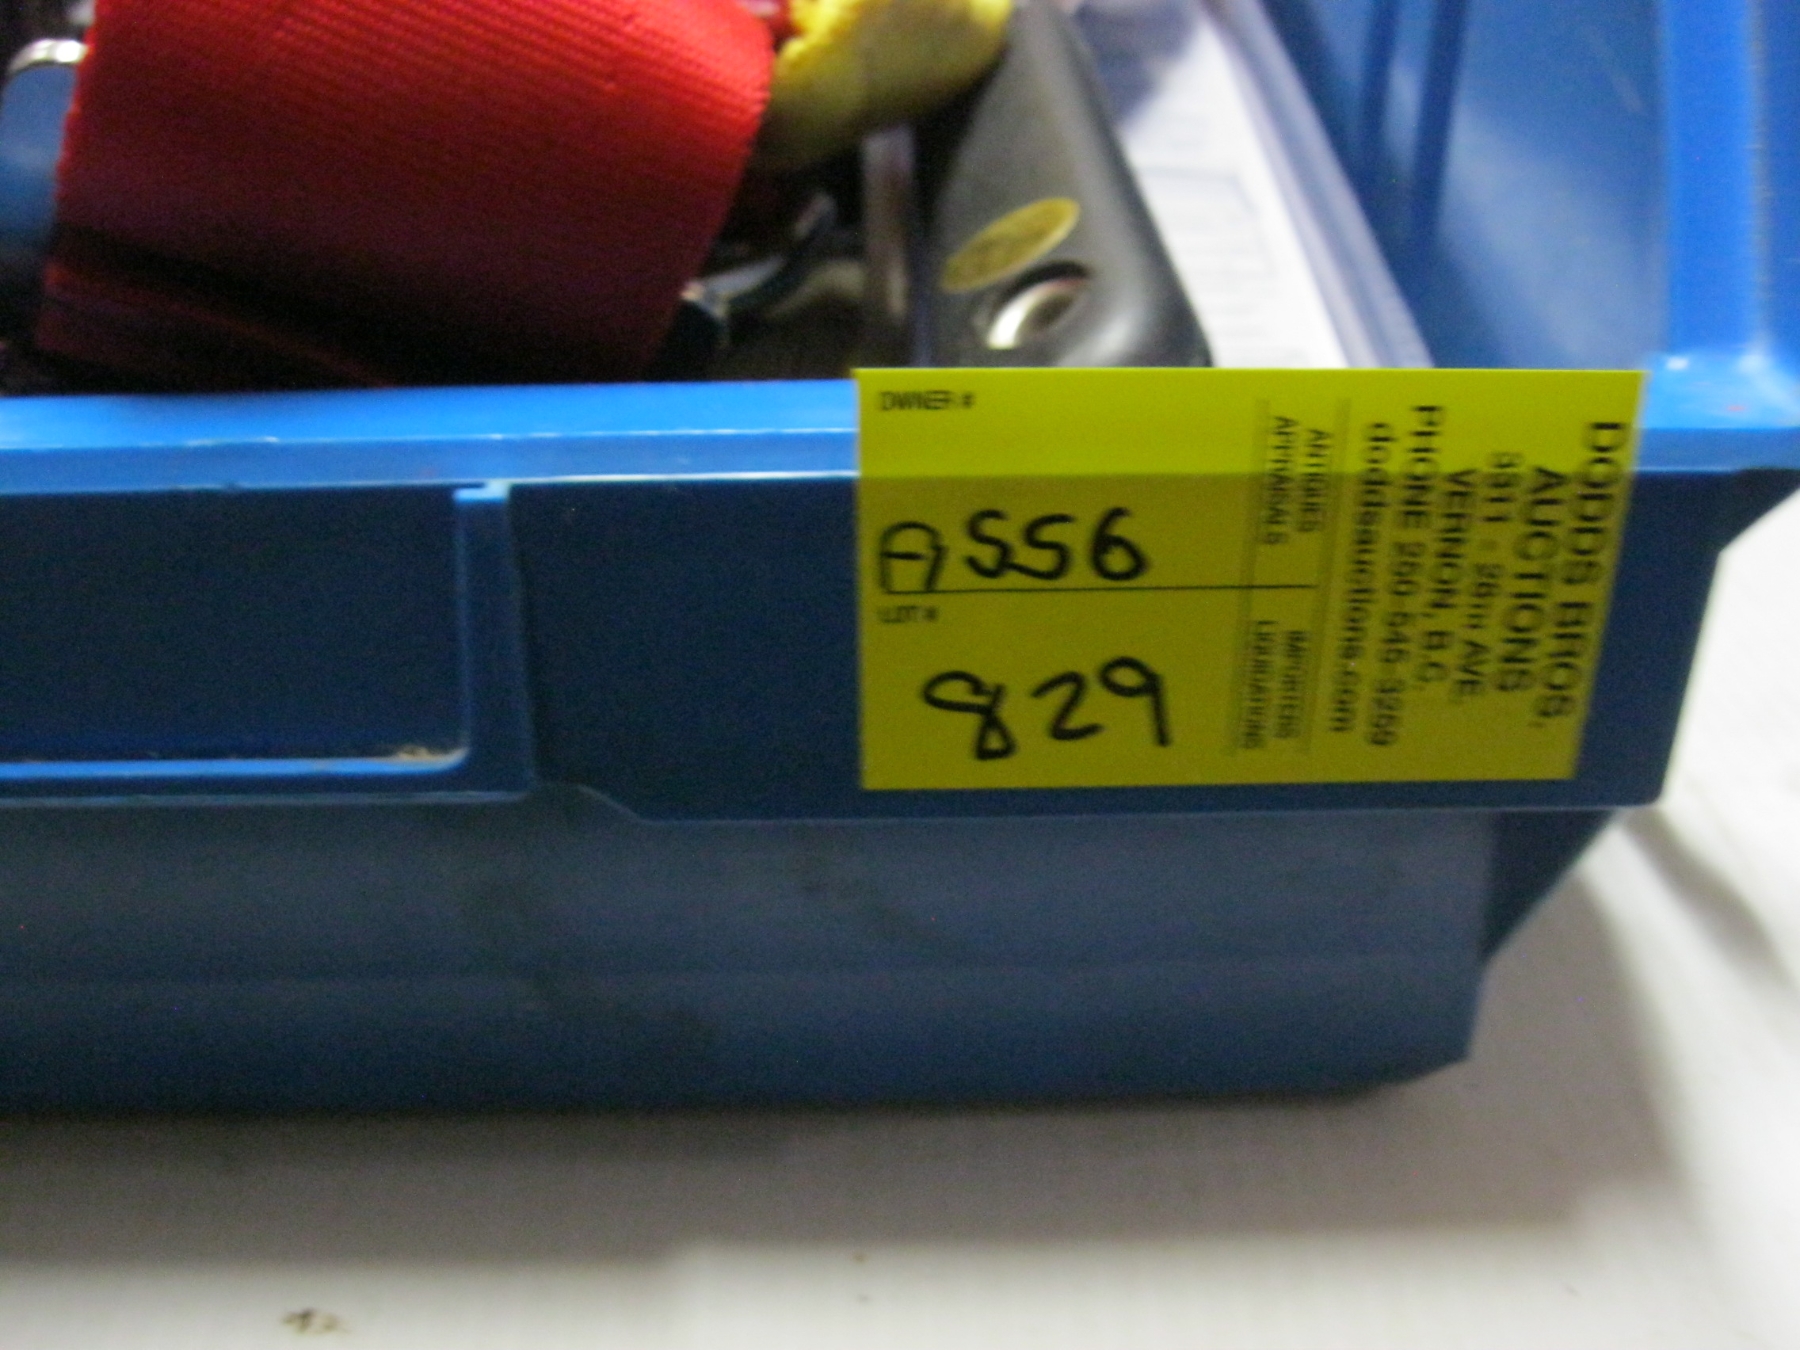 OWNER #
A556
LOT #
829
ANTIQUES
APPRAISALS
IMPORTERS
LIQUIDATING
DODDS BROS.
AUCTIONS
3311 - 26TH AVE.
VERNON, B.C.
PHONE 250-545-3259
doddsauctions.com